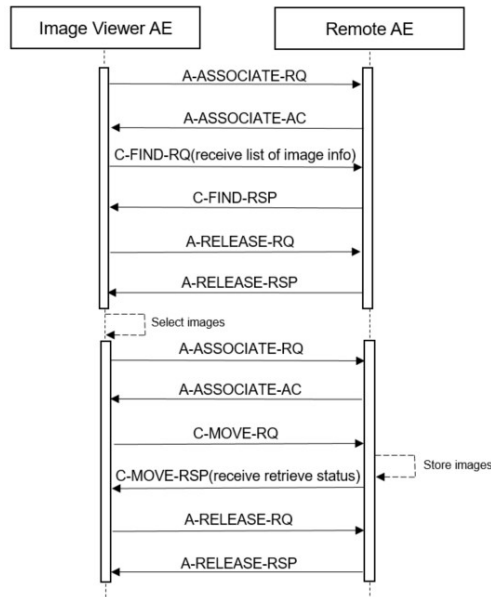 Image Viewer AE
Remote AE
A-ASSOCIATE-RQ
A-ASSOCIATE-AC
C-FIND-RQ(receive list of image info)
C-FIND-RSP
A-RELEASE-RQ
A-RELEASE-RSP
Select images
A-ASSOCIATE-RQ
A-ASSOCIATE-AC
C-MOVE-RQ
Store images
C-MOVE-RSP(receive retrieve status)
A-RELEASE-RQ
A-RELEASE-RSP